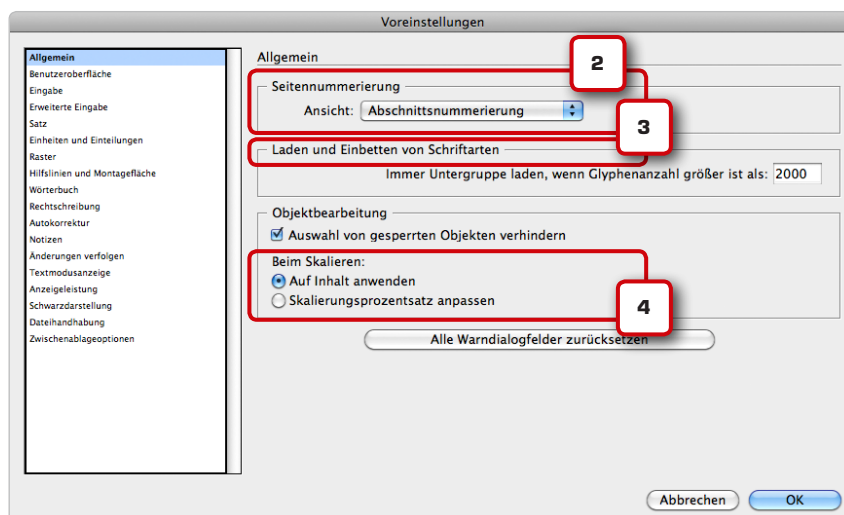 Voreinstellungen
Allgemein
Benutzeroberfläche
Eingabe
Erweiterte Eingabe
Satz
Einheiten und Einteilungen
Raster
Hilfslinien und Montagefläche
Wörterbuch
Rechtschreibung
Autokorrektur
Notizen
Änderungen verfolgen
Textmodusanzeige
Anzeigeleistung
Schwarzdarstellung
Dateihandhabung
Zwischenablageoptionen
Allgemein
2
Seitennummerierung
Ansicht: Abschnittsnummerierung
3
Laden und Einbetten von Schriftarten
Immer Untergruppe laden, wenn Glyphenanzahl größer ist als: 2000
Objektbearbeitung
Auswahl von gesperrten Objekten verhindern
Beim Skalieren:
Auf Inhalt anwenden
Skalierungsprozentsatz anpassen
4
Alle Warndialogfelder zurücksetzen
Abbrechen OK